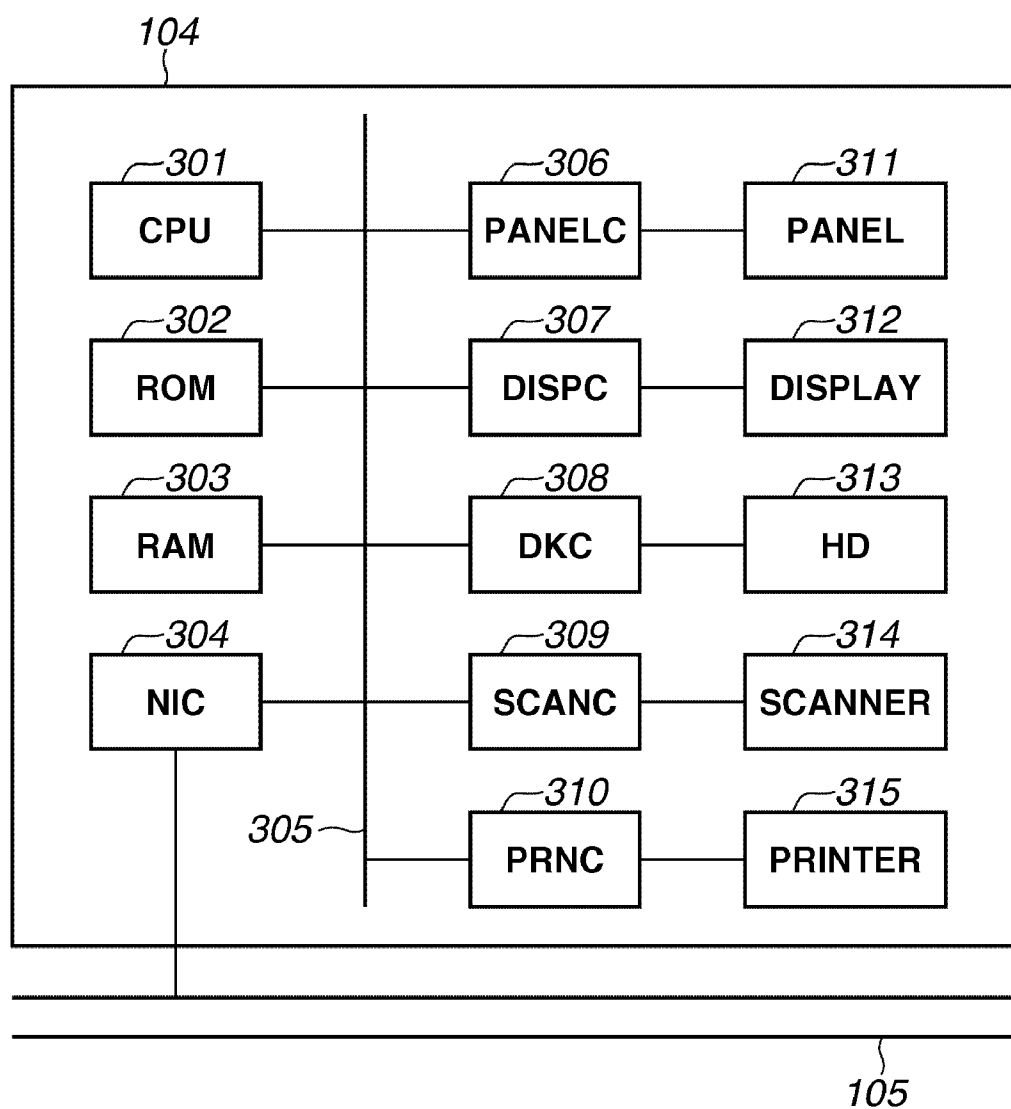 104
301 306 311
CPU PANELC PANEL
302 307 312
ROM DISPC DISPLAY
303 308 313
RAM DKC HD
304 309 314
NIC SCANC SCANNER
310 315
305 PRNC PRINTER
105